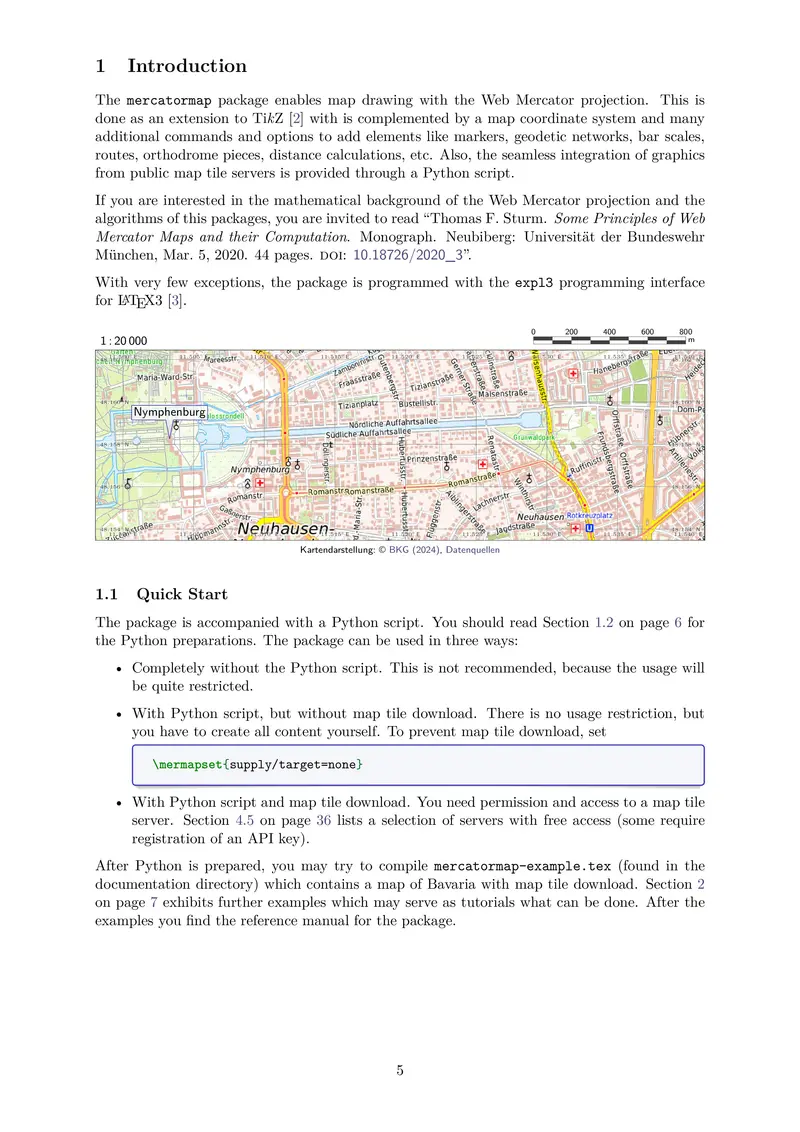 1 Introduction
The mercatormap package enables map drawing with the Web Mercator projection. This is
done as an extension to TikZ [2] with is complemented by a map coordinate system and many
additional commands and options to add elements like markers, geodetic networks, bar scales,
routes, orthodrome pieces, distance calculations, etc. Also, the seamless integration of graphics
from public map tile servers is provided through a Python script.
If you are interested in the mathematical background of the Web Mercator projection and the
algorithms of this packages, you are invited to read “Thomas F. Sturm. Some Principles of Web
Mercator Maps and their Computation. Monograph. Neubiberg: Universität der Bundeswehr
München, Mar. 5, 2020. 44 pages. DOI: 10.18726/2020_3”.
With very few exceptions, the package is programmed with the expl3 programming interface
for LATEX3 [3].
1 : 20 000
0 200 400 600 800
m
Maria-Ward-Str.
Nymphenburg
Zamboninistr.
Fraasstraße
Gutenbergstr.
Tizianstraße
Tizianplatz
Bustellistr.
Malsenstraße
Hanebergstraße
Nördliche Auffahrtsallee
Südliche Auffahrtsallee
Grünwaldpark
Dom-Pe
Orffstraße
Orffstraße
Fundsbergstraße
Hübnerstr.
Nymphenburg
Döllingerstr.
Hubertusstr.
Prinzenstraße
Renatastr.
Ruffinistr.
Romanstr.
Romanstr.
Romanstraße
Romanstraße
Hubertusstr.
Winthirstr.
Lachnerstr.
Gaßnerstr.
Flüggenstr.
Aiblingerstraße
Jagdstraße
Neuhausen
Rotkreuzplatz
U
Neuhausen-
Kartendarstellung: © BKG (2024), Datenquellen
1.1 Quick Start
The package is accompanied with a Python script. You should read Section 1.2 on page 6 for
the Python preparations. The package can be used in three ways:
• Completely without the Python script. This is not recommended, because the usage will
be quite restricted.
• With Python script, but without map tile download. There is no usage restriction, but
you have to create all content yourself. To prevent map tile download, set
\mermapset{supply/target=none}
• With Python script and map tile download. You need permission and access to a map tile
server. Section 4.5 on page 36 lists a selection of servers with free access (some require
registration of an API key).
After Python is prepared, you may try to compile mercatormap-example.tex (found in the
documentation directory) which contains a map of Bavaria with map tile download. Section 2
on page 7 exhibits further examples which may serve as tutorials what can be done. After the
examples you find the reference manual for the package.
5